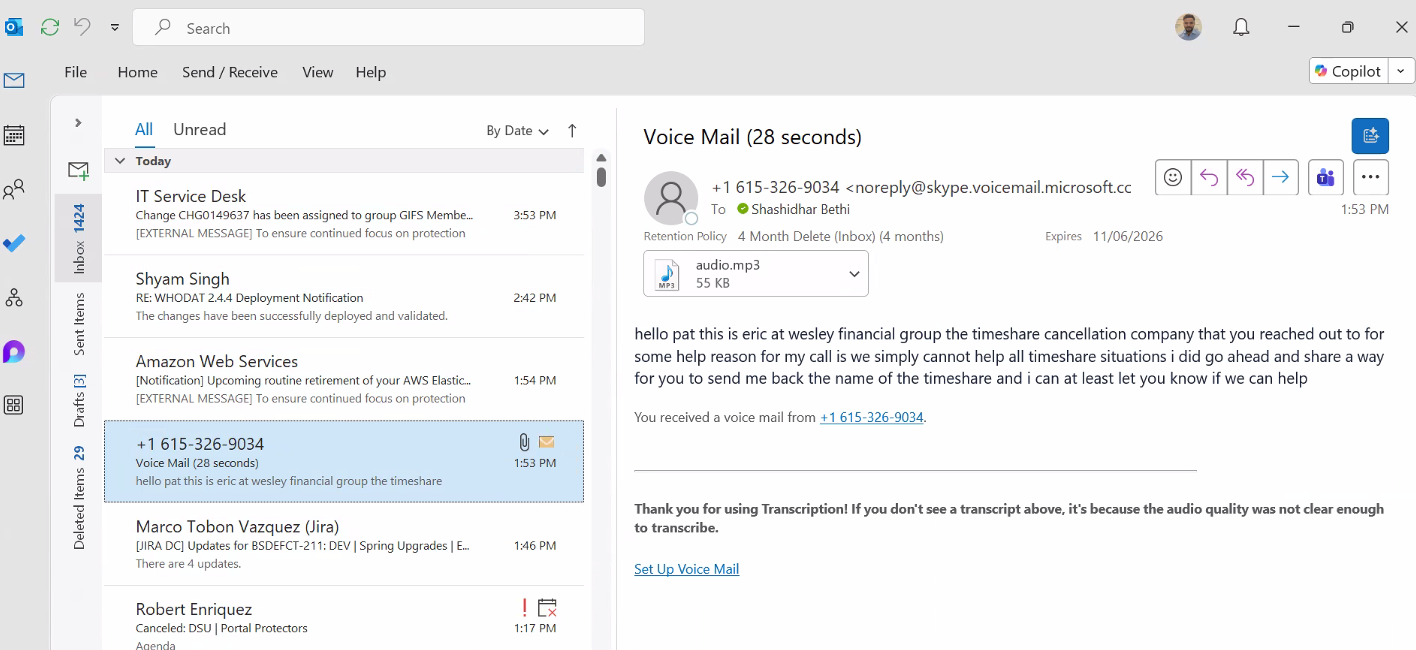 Search
File Home Send / Receive View Help
Copilot
All Unread By Date
Today
IT Service Desk
Change CHG0149637 has been assigned to group GIFS Membe... 3:53 PM
[EXTERNAL MESSAGE] To ensure continued focus on protection
Shyam Singh
RE: WHODAT 2.4.4 Deployment Notification 2:42 PM
The changes have been successfully deployed and validated.
Amazon Web Services
[Notification] Upcoming routine retirement of your AWS Elastic... 1:54 PM
[EXTERNAL MESSAGE] To ensure continued focus on protection
+1 615-326-9034
Voice Mail (28 seconds) 1:53 PM
hello pat this is eric at wesley financial group the timeshare
Marco Tobon Vazquez (Jira)
[JIRA DC] Updates for BSDEFCT-211: DEV | Spring Upgrades | E... 1:46 PM
There are 4 updates.
Robert Enriquez
Canceled: DSU | Portal Protectors 1:17 PM
Agenda
Inbox 1424
Sent Items
Drafts [3]
Deleted Items 29
Voice Mail (28 seconds)
+1 615-326-9034 <noreply@skype.voicemail.microsoft.cc
To Shashidhar Bethi 1:53 PM
Retention Policy 4 Month Delete (Inbox) (4 months) Expires 11/06/2026
MP3
audio.mp3
55 KB
hello pat this is eric at wesley financial group the timeshare cancellation company that you reached out to for
some help reason for my call is we simply cannot help all timeshare situations i did go ahead and share a way
for you to send me back the name of the timeshare and i can at least let you know if we can help
You received a voice mail from +1 615-326-9034.
Thank you for using Transcription! If you don't see a transcript above, it's because the audio quality was not clear enough
to transcribe.
Set Up Voice Mail